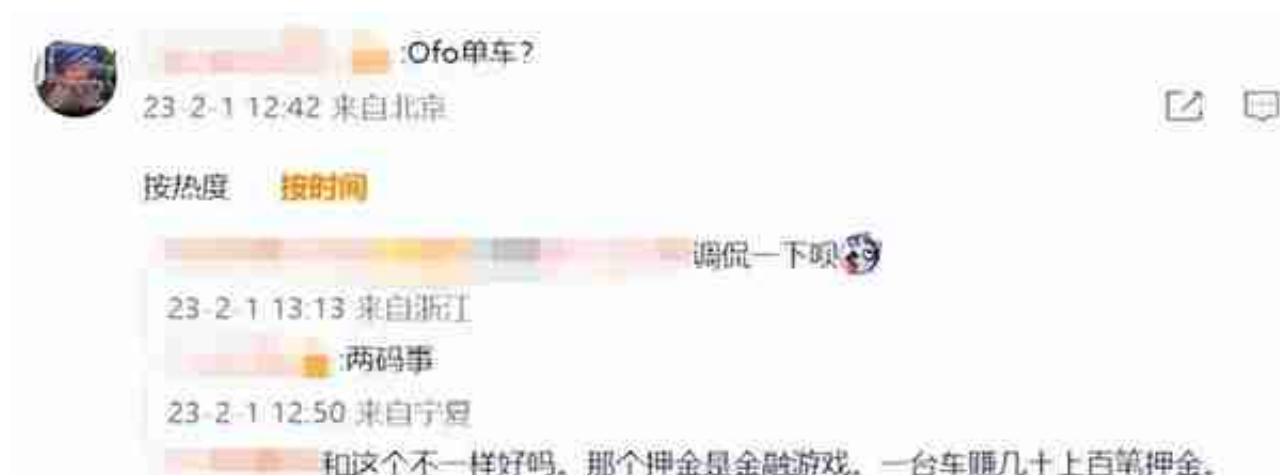 :Ofo单车?
23-2-1 12:42 来自北京
按热度 按时间
调侃一下呗
23-2-1 13:13 来自浙江
:两码事
23-2-1 12:50 来自宁夏
和这个不一样好吗。那个押金是金融游戏。一台车赚几十上百笔押金。